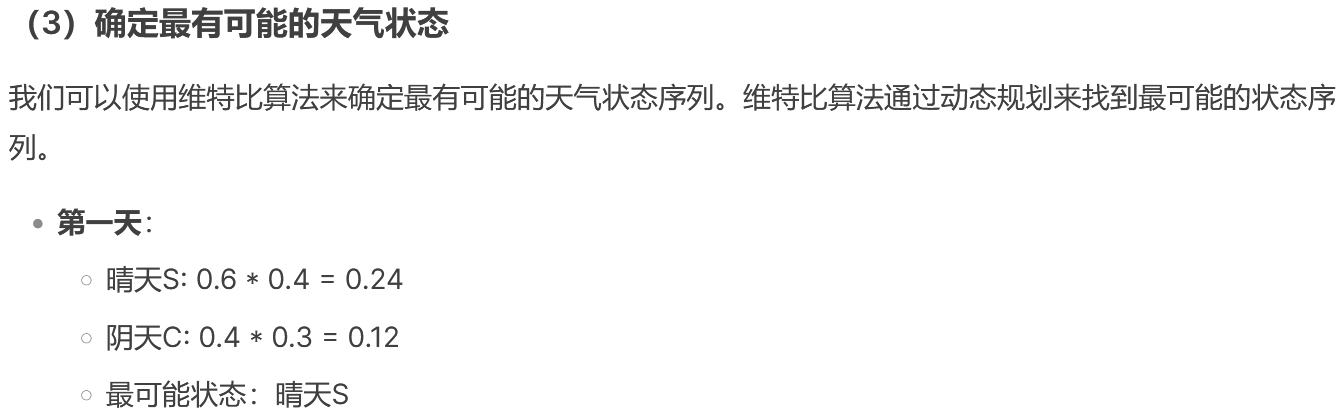 （3）确定最有可能的天气状态
我们可以使用维特比算法来确定最有可能的天气状态序列。维特比算法通过动态规划来找到最可能的状态序
列。
第一天：
晴天S: 0.6 * 0.4 = 0.24
阴天C: 0.4 * 0.3 = 0.12
最可能状态：晴天S